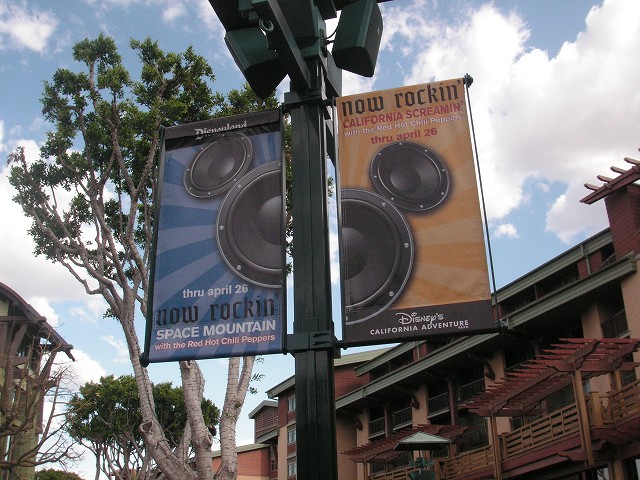 Disneyland
thru april 26
now rockin'
SPACE MOUNTAIN
with the Red Hot Chili Peppers
now rockin'
CALIFORNIA SCREAMIN'
with the Red Hot Chili Peppers
thru april 26
Disney's
CALIFORNIA ADVENTURE